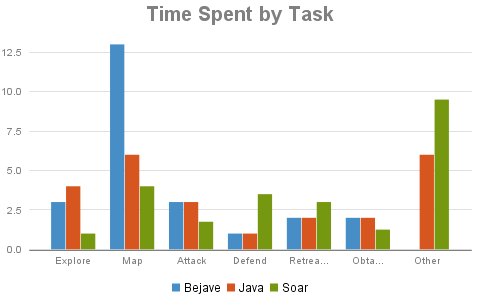 Time Spent by Task
12.5
10.0
7.5
5.0
2.5
0.0
Explore Map Attack Defend Retrea... Obta... Other
Bejave Java Soar